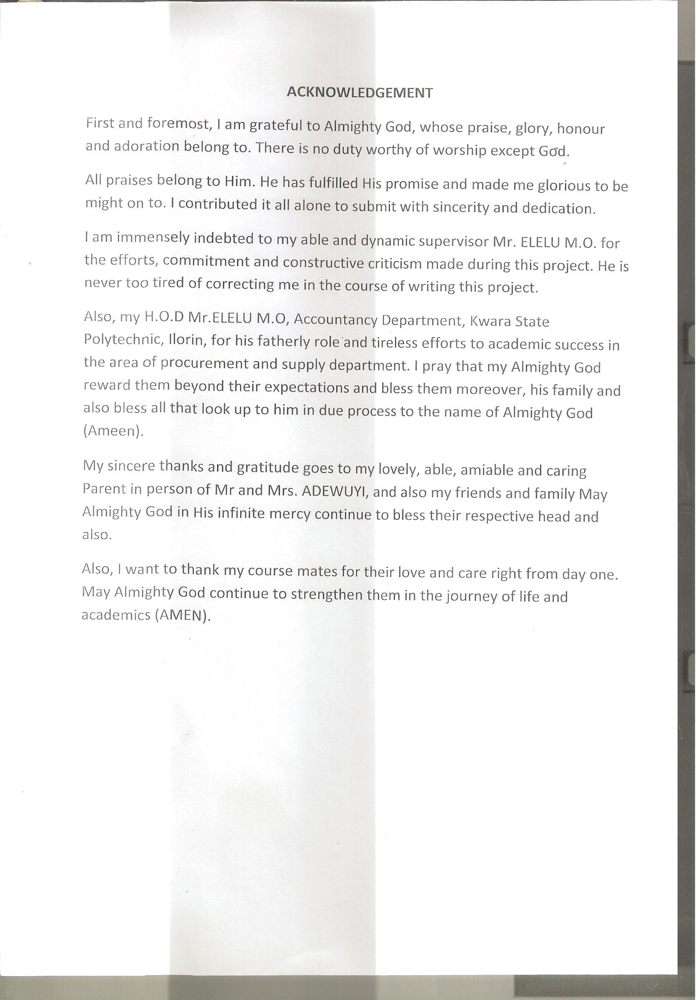 ACKNOWLEDGEMENT
First and foremost, I am grateful to Almighty God, whose praise, glory, honour
and adoration belong to. There is no duty worthy of worship except God.
All praises belong to Him. He has fulfilled His promise and made me glorious to be
might on to. I contributed it all alone to submit with sincerity and dedication.
I am immensely indebted to my able and dynamic supervisor Mr. ELELU M.O. for
the efforts, commitment and constructive criticism made during this project. He is
never too tired of correcting me in the course of writing this project.
Also, my H.O.D Mr.ELELU M.O, Accountancy Department, Kwara State
Polytechnic, Ilorin, for his fatherly role and tireless efforts to academic success in
the area of procurement and supply department. I pray that my Almighty God
reward them beyond their expectations and bless them moreover, his family and
also bless all that look up to him in due process to the name of Almighty God
(Ameen).
My sincere thanks and gratitude goes to my lovely, able, amiable and caring
Parent in person of Mr and Mrs. ADEWUYI, and also my friends and family May
Almighty God in His infinite mercy continue to bless their respective head and
also.
Also, I want to thank my course mates for their love and care right from day one.
May Almighty God continue to strengthen them in the journey of life and
academics (AMEN).